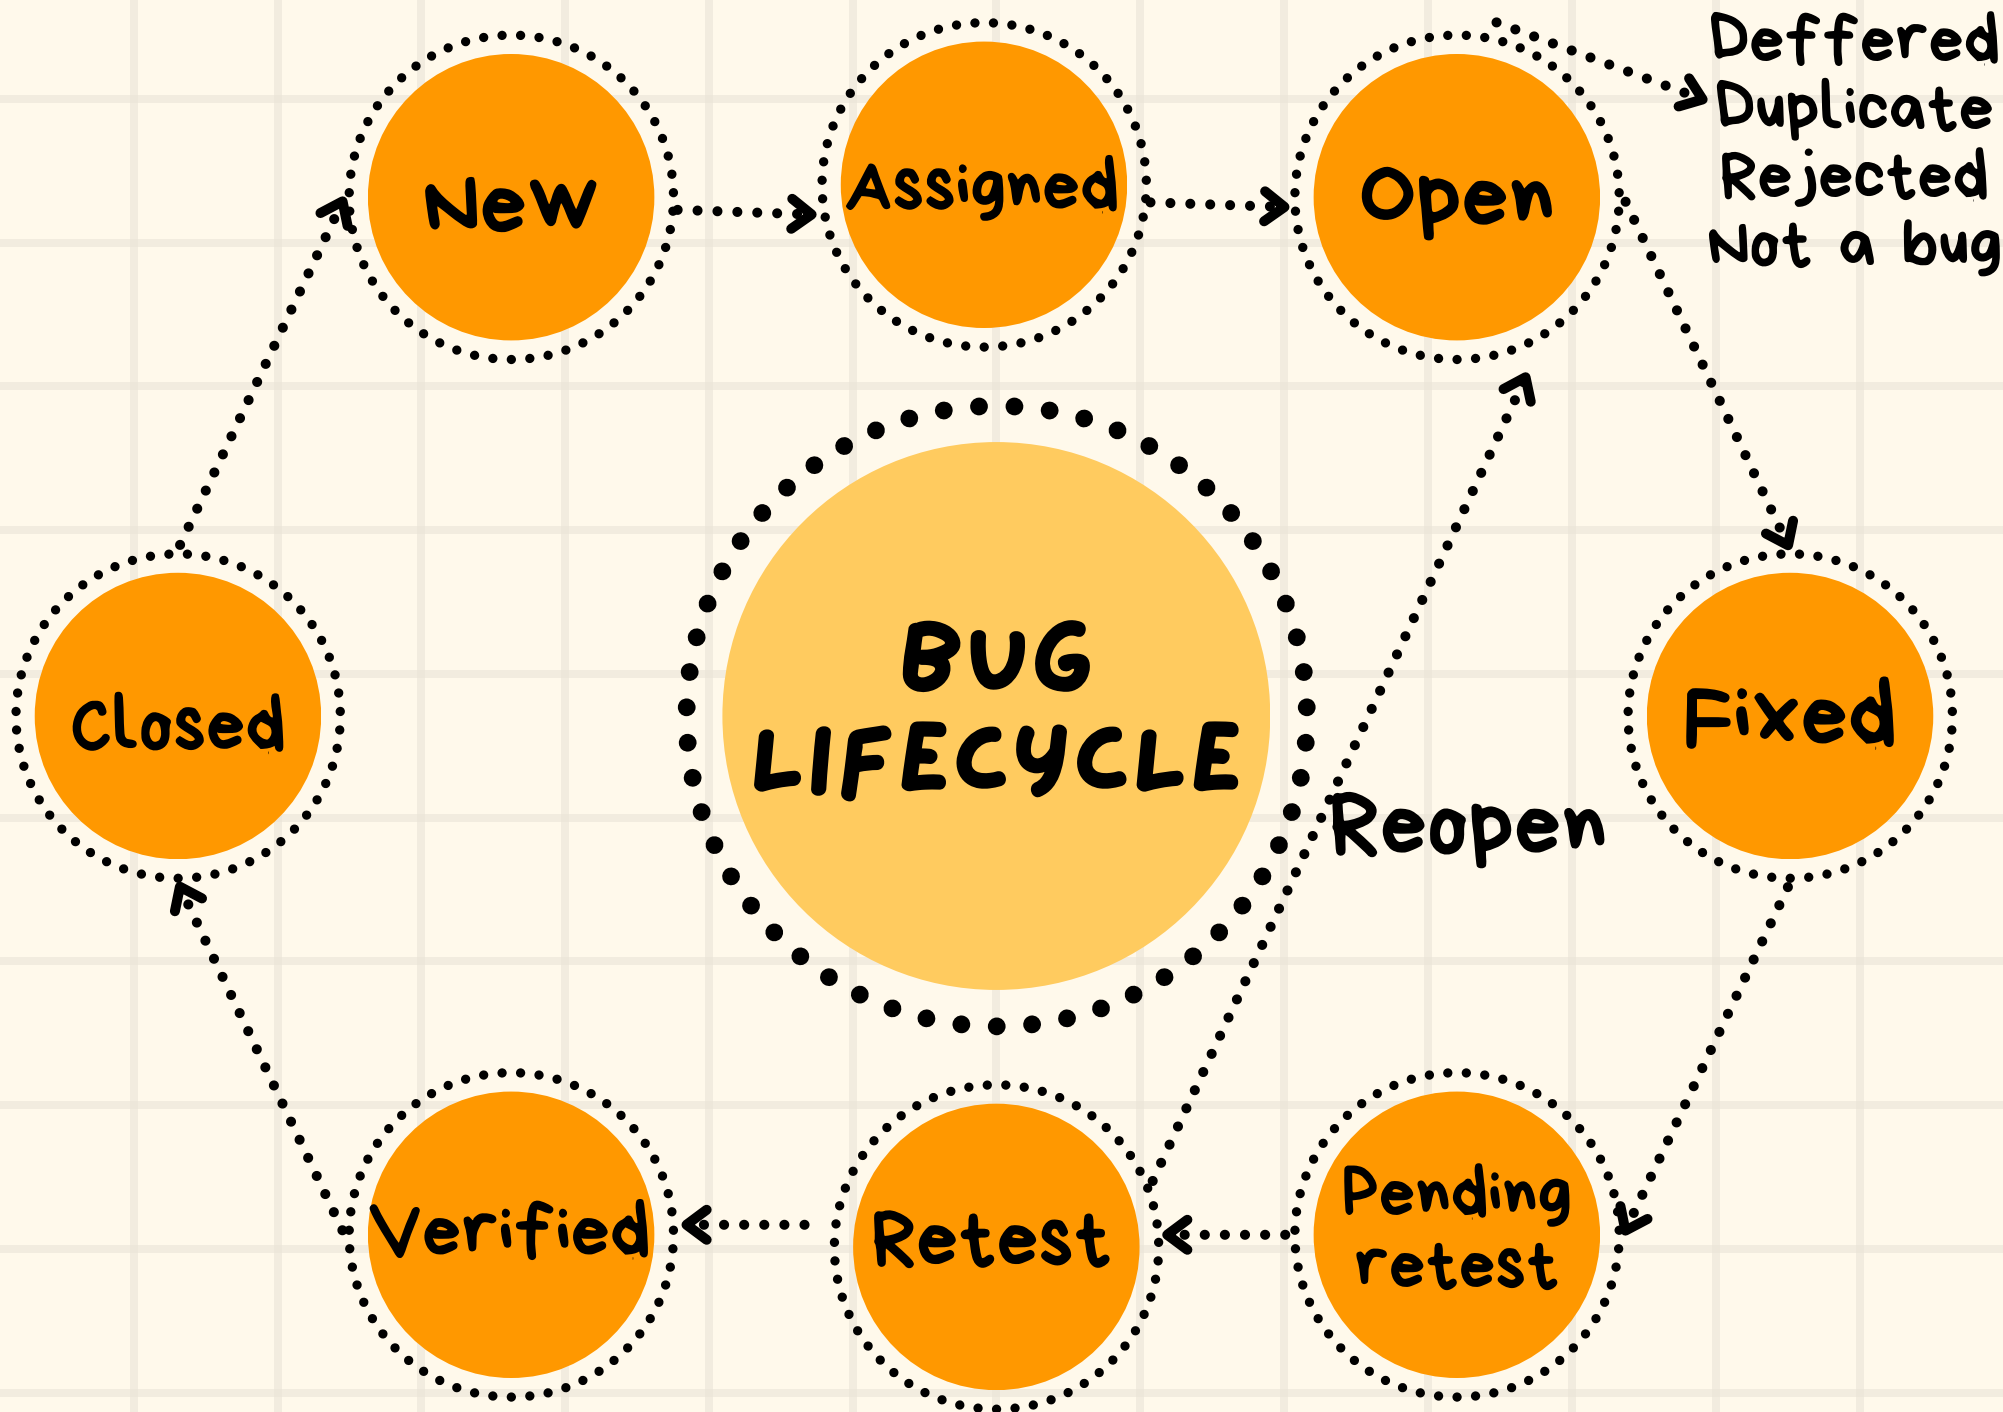 Deffered
Duplicate
Rejected
Not a bug
New
Assigned
Open
BUG
LIFECYCLE
Closed
Fixed
Reopen
Verified
Retest
Pending
retest